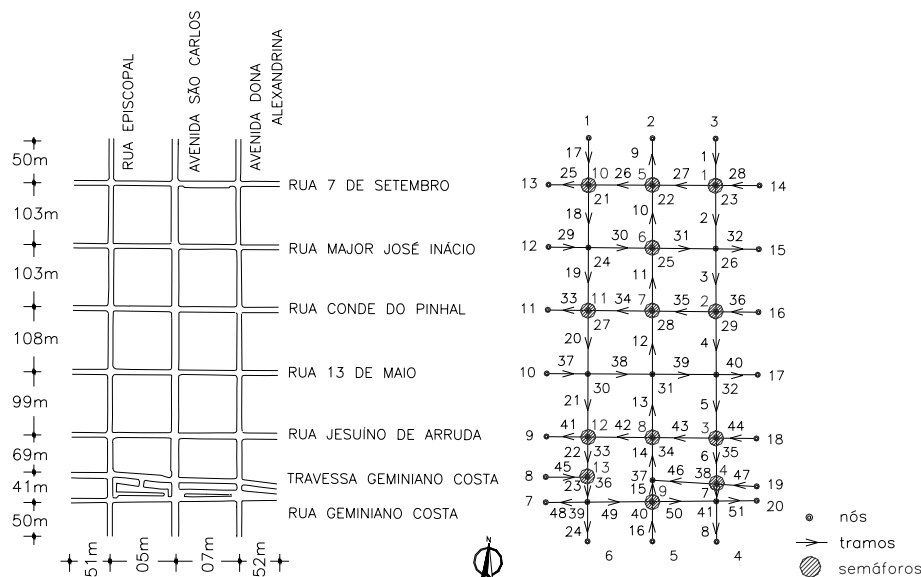 RUA EPISCOPAL
AVENIDA SÃO CARLOS
AVENIDA DONA
ALEXANDRINA
50m
103m
103m
108m
99m
69m
41m
50m
RUA 7 DE SETEMBRO
RUA MAJOR JOSÉ INÁCIO
RUA CONDE DO PINHAL
RUA 13 DE MAIO
RUA JESUÍNO DE ARRUDA
TRAVESSA GEMINIANO COSTA
RUA GEMINIANO COSTA
51m
05m
07m
52m
N
1 2 3
17 9 1
13 25 10 26 5 27 1 28 14
21 22 23
18 10 2
12 29 30 6 31 32 15
24 25 26
19 11 3
11 33 11 34 7 35 2 36 16
27 28 29
20 12 4
10 37 38 39 40 17
30 31 32
21 13 5
9 41 12 42 8 43 3 44 18
22 33 14 34 6 35
8 45 13 37 46 38 4 47 19
23 36 15 9 7
7 48 39 49 40 50 41 51 20
24 16 8
6 5 4
nós
tramos
semáforos